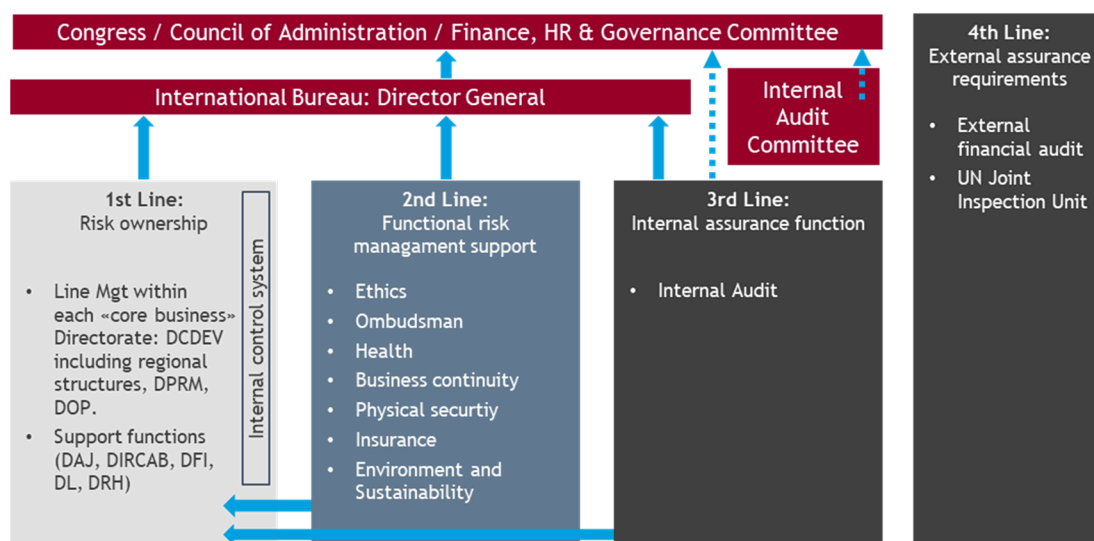 Congress / Council of Administration / Finance, HR & Governance Committee
International Bureau: Director General
Internal
Audit
Committee
4th Line:
External assurance
requirements
• External
financial audit
• UN Joint
Inspection Unit
1st Line:
Risk ownership
• Line Mgt within
each «core business»
Directorate: DCDEV
including regional
structures, DPRM,
DOP.
• Support functions
(DAJ, DIRCAB, DFI,
DL, DRH)
Internal control system
2nd Line:
Functional risk
managament support
• Ethics
• Ombudsman
• Health
• Business continuity
• Physical securtiy
• Insurance
• Environment and
Sustainability
3rd Line:
Internal assurance function
• Internal Audit